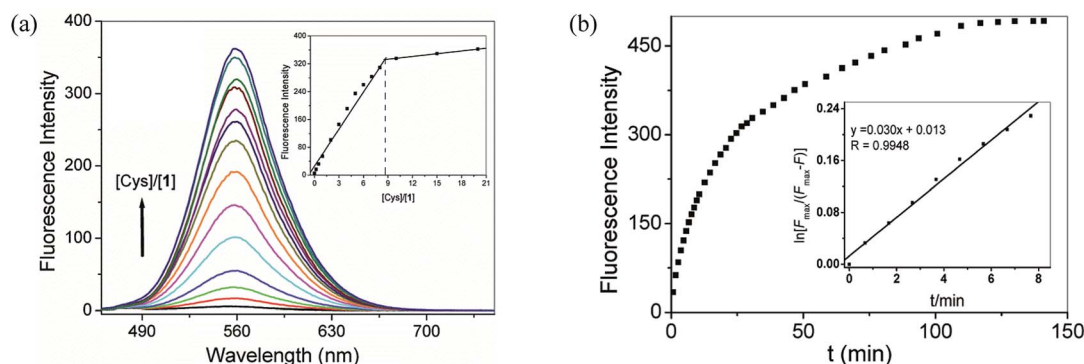 (a)
400
300
200
100
0
Fluorescence Intensity
[Cys]/[1]
490 560 630 700
Wavelength (nm)
400
320
240
160
80
0
Fluorescence Intensity
0 3 6 9 12 15 18 21
[Cys]/[1]
(b)
450
300
150
0
Fluorescence Intensity
0 50 100 150
t (min)
0.24
0.16
0.08
0.00
ln[Fmax/(Fmax-F)]
y =0.030x + 0.013
R = 0.9948
0 2 4 6 8
t/min